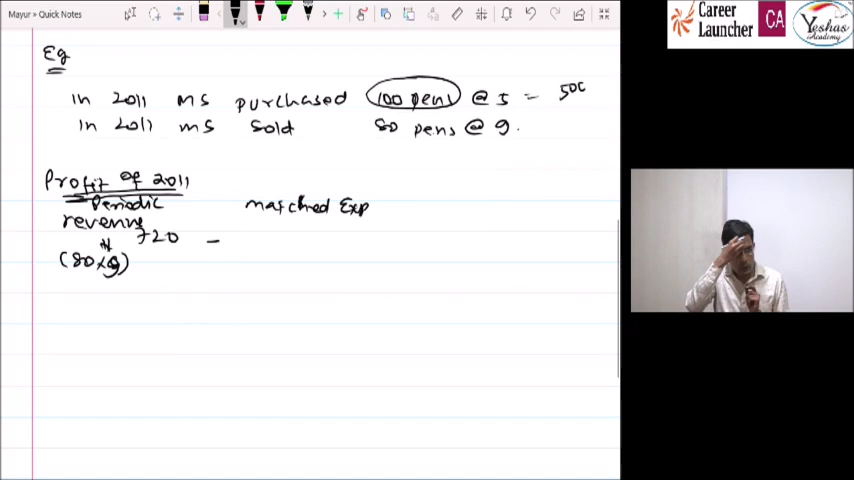 Mayur > Quick Notes
Career Launcher
CA
Yeshas Academy
Eg
in 2011 MS purchased 100 pens @ 5 = 500
in 2011 MS sold 80 pens @ 9.
Profit of 2011
Periodic revenue
matched Exp
720 -
(80x9)